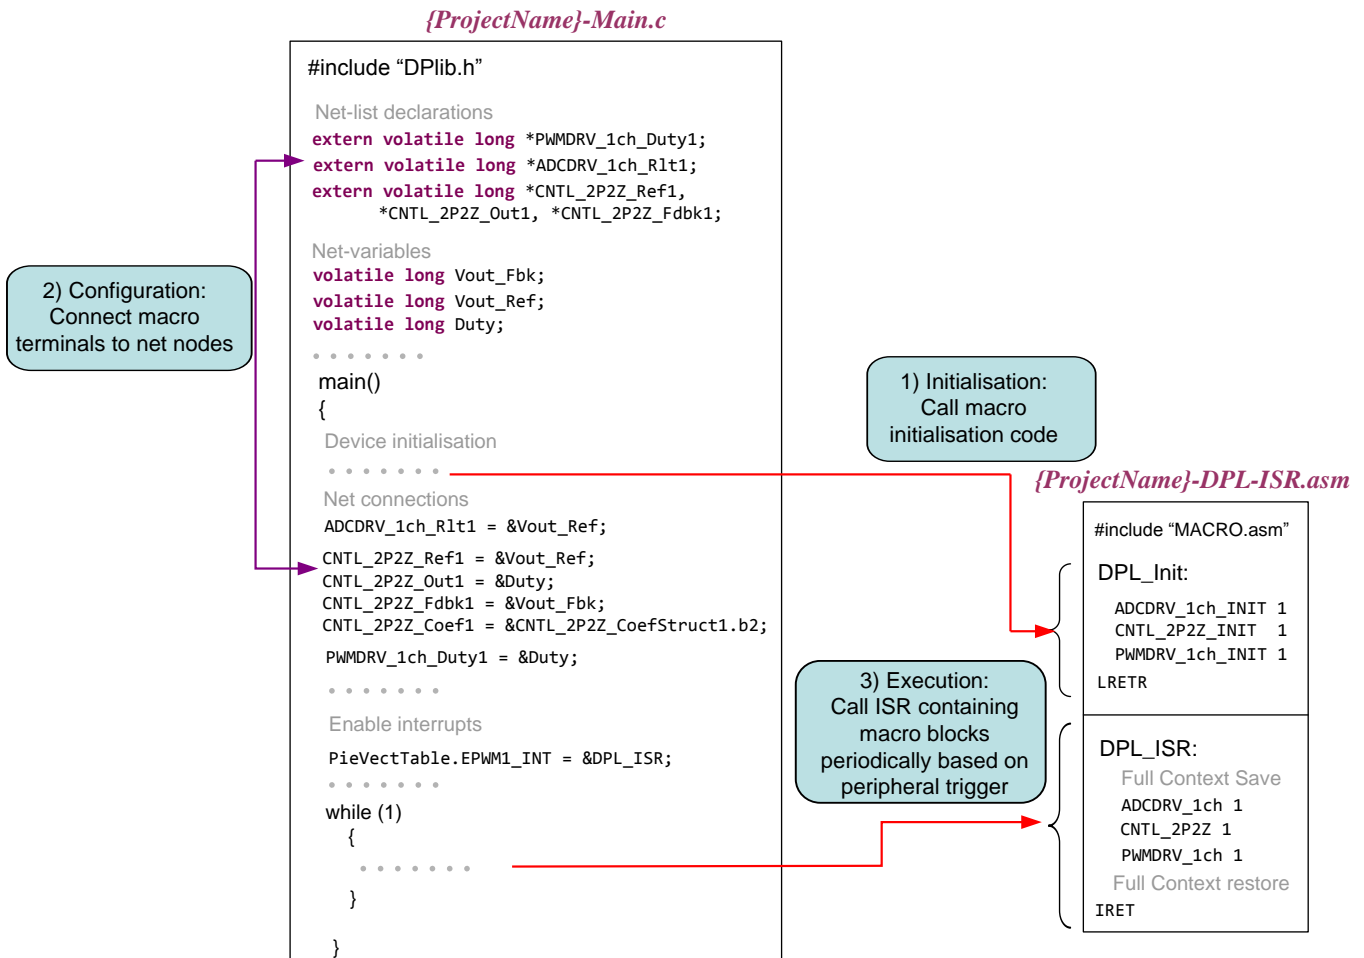 {ProjectName}-Main.c
#include “DPlib.h”
Net-list declarations
extern volatile long *PWMDRV_1ch_Duty1;
extern volatile long *ADCDRV_1ch_Rlt1;
extern volatile long *CNTL_2P2Z_Ref1,
*CNTL_2P2Z_Out1, *CNTL_2P2Z_Fdbk1;
Net-variables
volatile long Vout_Fbk;
volatile long Vout_Ref;
volatile long Duty;
main()
{
Device initialisation
Net connections
ADCDRV_1ch_Rlt1 = &Vout_Ref;
CNTL_2P2Z_Ref1 = &Vout_Ref;
CNTL_2P2Z_Out1 = &Duty;
CNTL_2P2Z_Fdbk1 = &Vout_Fbk;
CNTL_2P2Z_Coef1 = &CNTL_2P2Z_CoefStruct1.b2;
PWMDRV_1ch_Duty1 = &Duty;
Enable interrupts
PieVectTable.EPWM1_INT = &DPL_ISR;
while (1)
{
}
}
2) Configuration:
Connect macro
terminals to net nodes
1) Initialisation:
Call macro
initialisation code
3) Execution:
Call ISR containing
macro blocks
periodically based on
peripheral trigger
{ProjectName}-DPL-ISR.asm
#include “MACRO.asm”
DPL_Init:
ADCDRV_1ch_INIT 1
CNTL_2P2Z_INIT 1
PWMDRV_1ch_INIT 1
LRETR
DPL_ISR:
Full Context Save
ADCDRV_1ch 1
CNTL_2P2Z 1
PWMDRV_1ch 1
Full Context restore
IRET